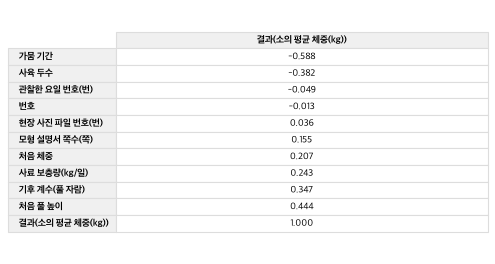 결과(소의 평균 체중(kg))
가뭄 기간 -0.588
사육 두수 -0.382
관찰한 요일 번호(번) -0.049
번호 -0.013
현장 사진 파일 번호(번) 0.036
모형 설명서 쪽수(쪽) 0.155
처음 체중 0.207
사료 보충량(kg/일) 0.243
기후 계수(풀 자람) 0.347
처음 풀 높이 0.444
결과(소의 평균 체중(kg)) 1.000